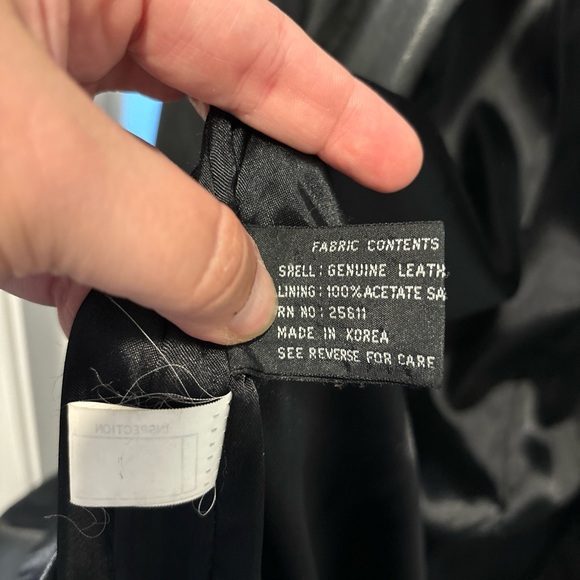 FABRIC CONTENTS
SHELL: GENUINE LEATH
LINING: 100% ACETATE SA
RN NO: 25611
MADE IN KOREA
SEE REVERSE FOR CARE
INSPECTION